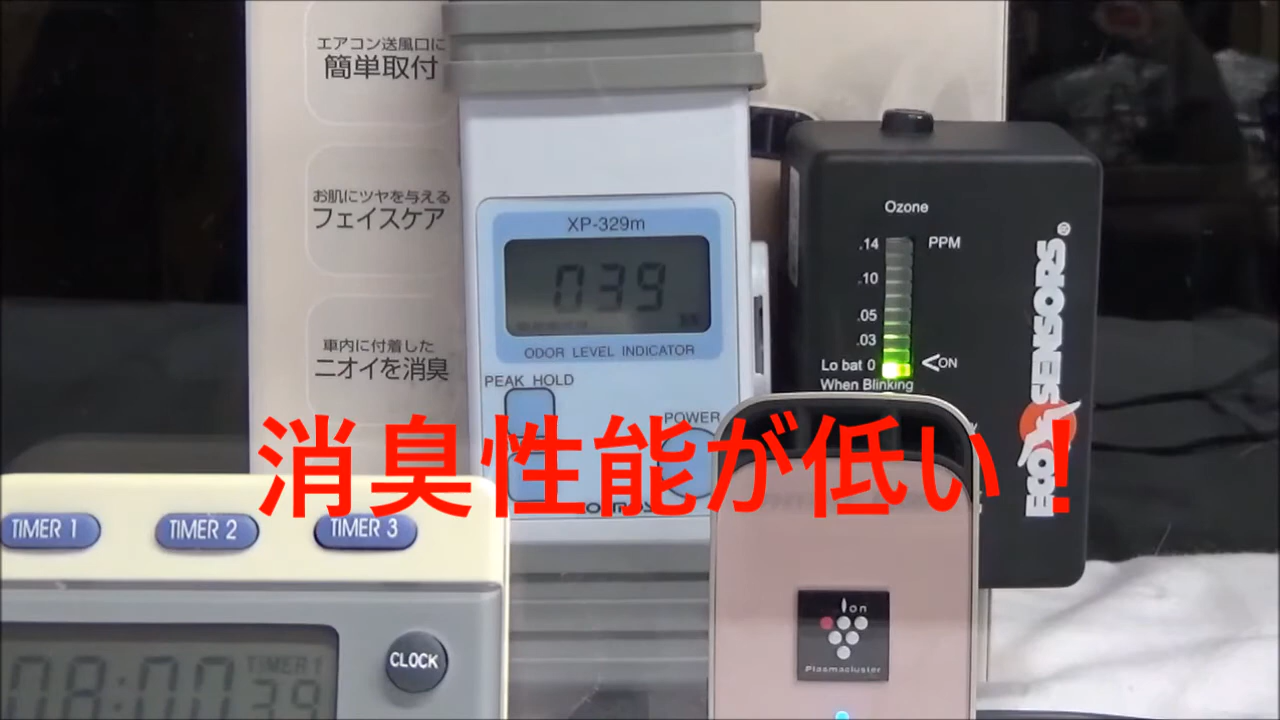 エアコン送風口に
簡単取付
お肌にツヤを与える
フェイスケア
車内に付着した
ニオイを消臭
XP-329m
039
ODOR LEVEL INDICATOR
PEAK HOLD
POWER
Ozone
.14 PPM
.10
.05
.03
Lo bat 0 <ON
When Blinking
ECO SENSORS®
消臭性能が低い!
TIMER 1 TIMER 2 TIMER 3
CLOCK
TIMER 1
08:00 39
Ion
Plasmacluster